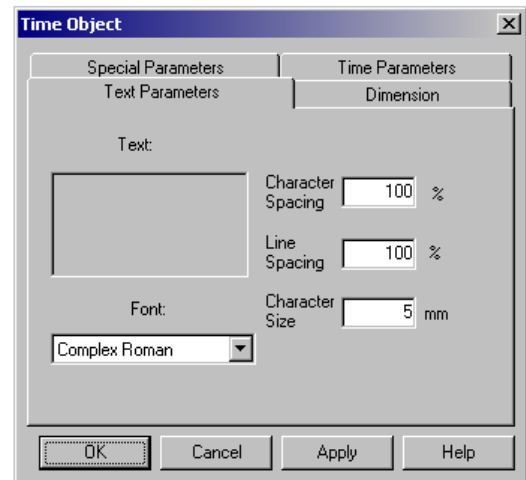 Time Object
Special Parameters
Time Parameters
Text Parameters
Dimension
Text:
Character
Spacing
100 %
Line
Spacing
100 %
Font:
Complex Roman
Character
Size
5 mm
OK
Cancel
Apply
Help